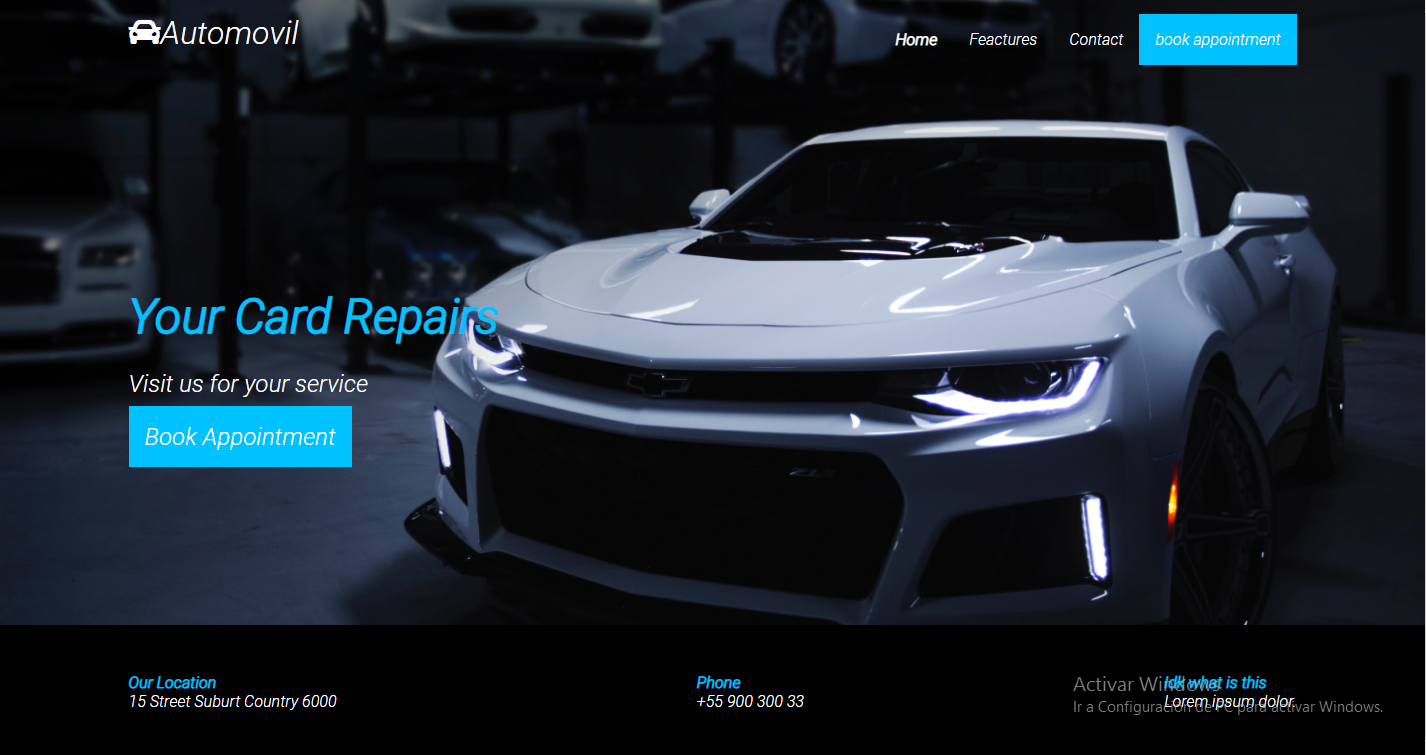 Automovil
Home Feactures Contact book appointment
Your Card Repairs
Visit us for your service
Book Appointment
ZL1
Our Location
15 Street Suburt Country 6000
Phone
+55 900 300 33
Idk what is this
Lorem ipsum dolor.
Activar Windows
Ir a Configuración de PC para activar Windows.